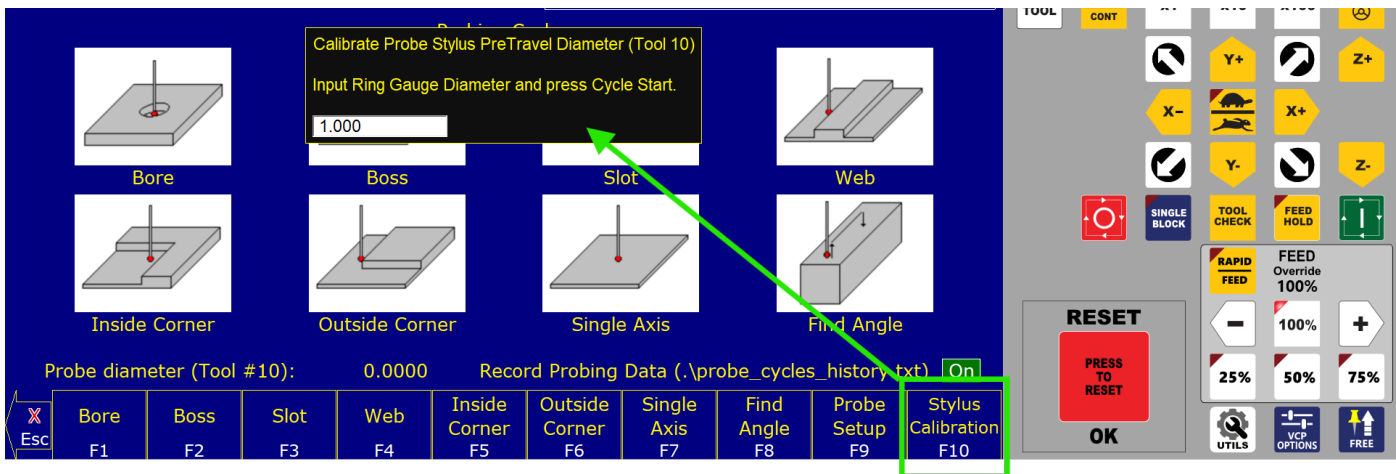 Calibrate Probe Stylus PreTravel Diameter (Tool 10)
Input Ring Gauge Diameter and press Cycle Start.
1.000
Bore
Boss
Slot
Web
Inside Corner
Outside Corner
Single Axis
Find Angle
Probe diameter (Tool #10): 0.0000 Record Probing Data (.\probe_cycles_history.txt) On
X
Esc
Bore
F1
Boss
F2
Slot
F3
Web
F4
Inside
Corner
F5
Outside
Corner
F6
Single
Axis
F7
Find
Angle
F8
Probe
Setup
F9
Stylus
Calibration
F10
TOOL
CONT
Y+
Z+
X-
X+
Y-
Z-
SINGLE
BLOCK
TOOL
CHECK
FEED
HOLD
RAPID
FEED
FEED
Override
100%
-
100%
+
25%
50%
75%
RESET
PRESS
TO
RESET
OK
UTILS
VCP
OPTIONS
FREE